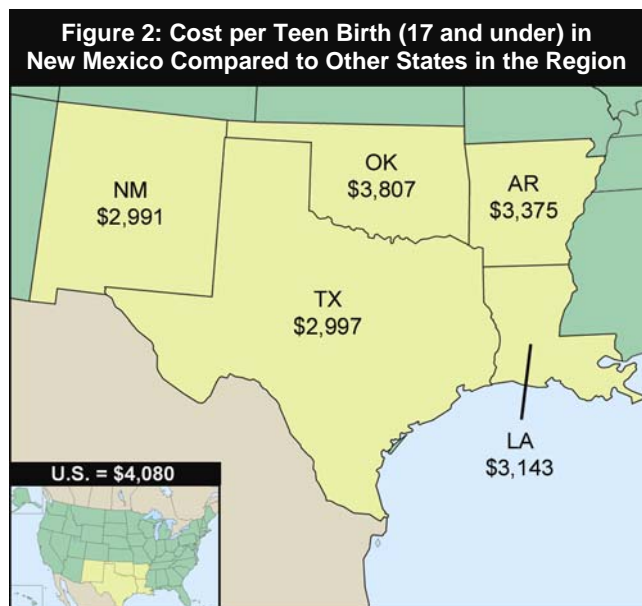 Figure 2: Cost per Teen Birth (17 and under) in
New Mexico Compared to Other States in the Region
NM
$2,991
OK
$3,807
AR
$3,375
TX
$2,997
LA
$3,143
U.S. = $4,080